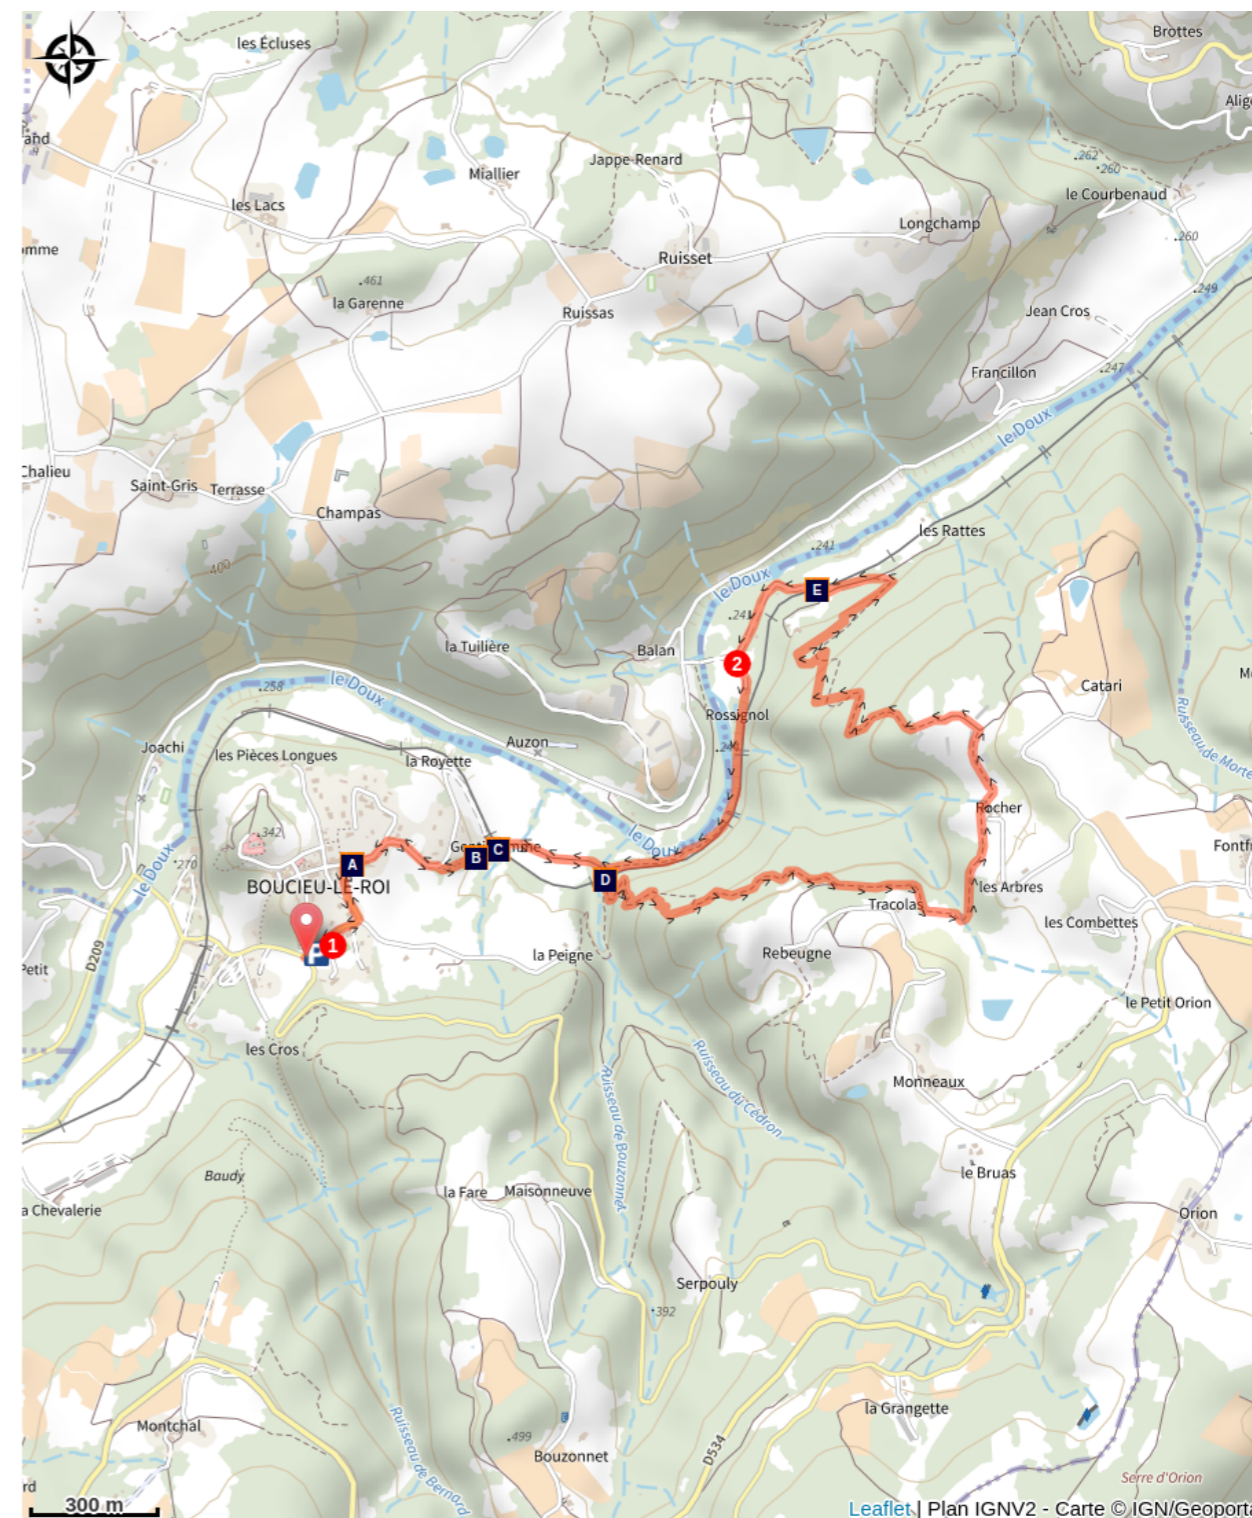 Brottes
les Écluses
Alig
and
.262
.260
Jappe-Renard
Miallier
le Courbenaud
les Lacs
Longchamp
.260
omme
Ruisset
.461
.249
la Garenne
Ruissas
Jean Cros
.247
Francillon
le Doux
Chalieu
Saint-Gris
Terrasse
Champas
les Rattes
.241
400
le Doux
E
.241
la Tuilière
Balan
2
Catari
le Doux
.258
Rossignol
Ruisseau de Morte
Joachi
les Pièces Longues
Auzon
la Royette
Rocher
.342
le Doux
Fontf
C
B
A
.270
le Doux
D
BOUCIEU-LE-ROI
les Arbres
Tracolas
les Combettes
1
P
D209
Rebeugne
la Peigne
Petit
le Petit Orion
les Cros
Ruisseau du Cédron
Monneaux
Ruisseau de Bouzonnet
Baudy
le Bruas
la Fare
Maisonneuve
a Chevalerie
Orion
Serpouly
.392
la Grangette
Montchal
Ruisseau de Bernard
.499
D534
Bouzonnet
Serre d'Orion
rd
300 m
Leaflet | Plan IGNV2 - Carte © IGN/Geoporta